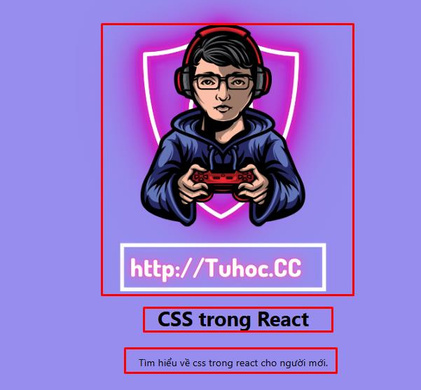 http://Tuhoc.CC
CSS trong React
Tìm hiểu về css trong react cho người mới.